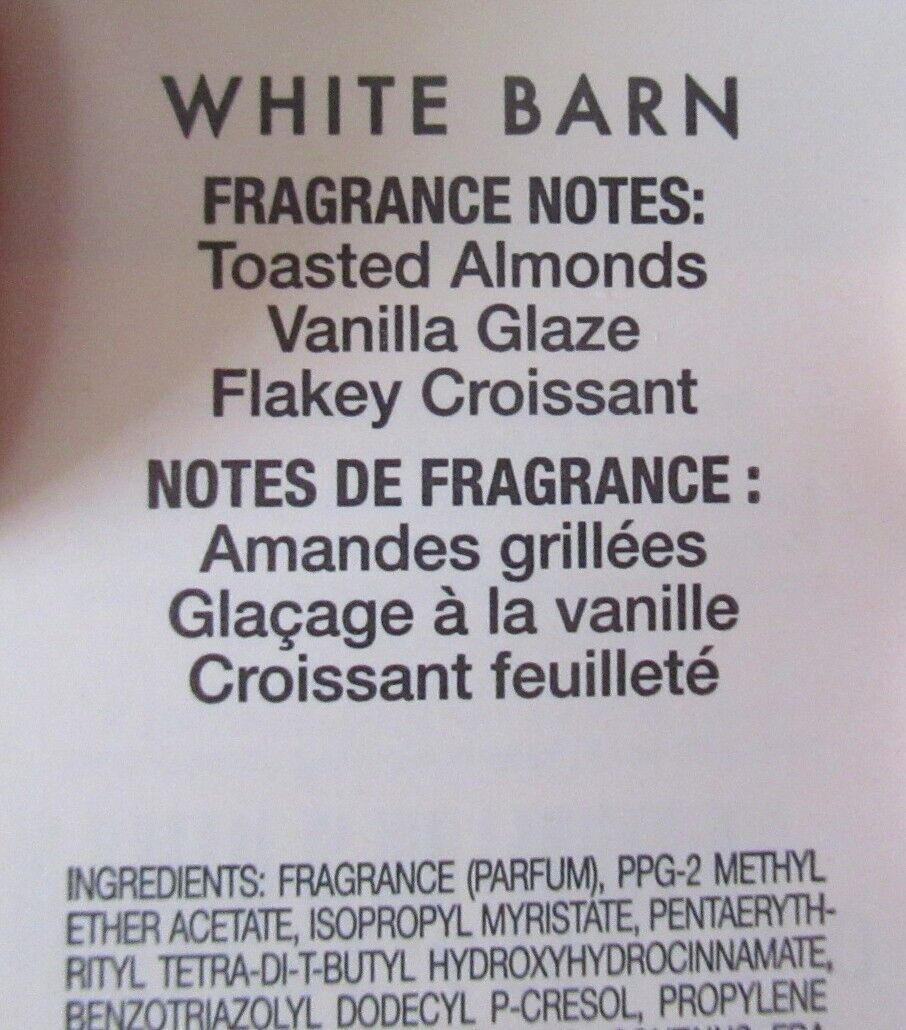 WHITE BARN
FRAGRANCE NOTES:
Toasted Almonds
Vanilla Glaze
Flakey Croissant
NOTES DE FRAGRANCE :
Amandes grillées
Glaçage à la vanille
Croissant feuilleté
INGREDIENTS: FRAGRANCE (PARFUM), PPG-2 METHYL
ETHER ACETATE, ISOPROPYL MYRISTATE, PENTAERYTH-
RITYL TETRA-DI-T-BUTYL HYDROXYHYDROCINNAMATE,
BENZOTRIAZOLYL DODECYL P-CRESOL, PROPYLENE